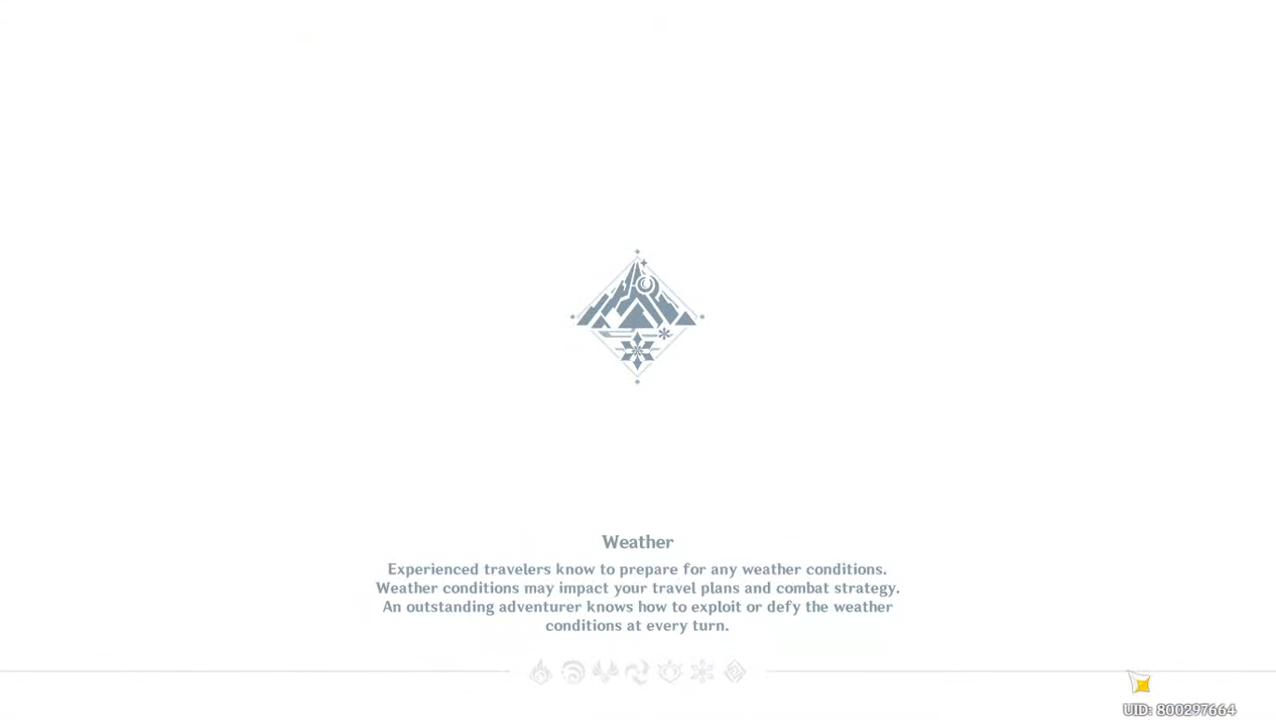 Weather
Experienced travelers know to prepare for any weather conditions.
Weather conditions may impact your travel plans and combat strategy.
An outstanding adventurer knows how to exploit or defy the weather
conditions at every turn.
UID: 800297664